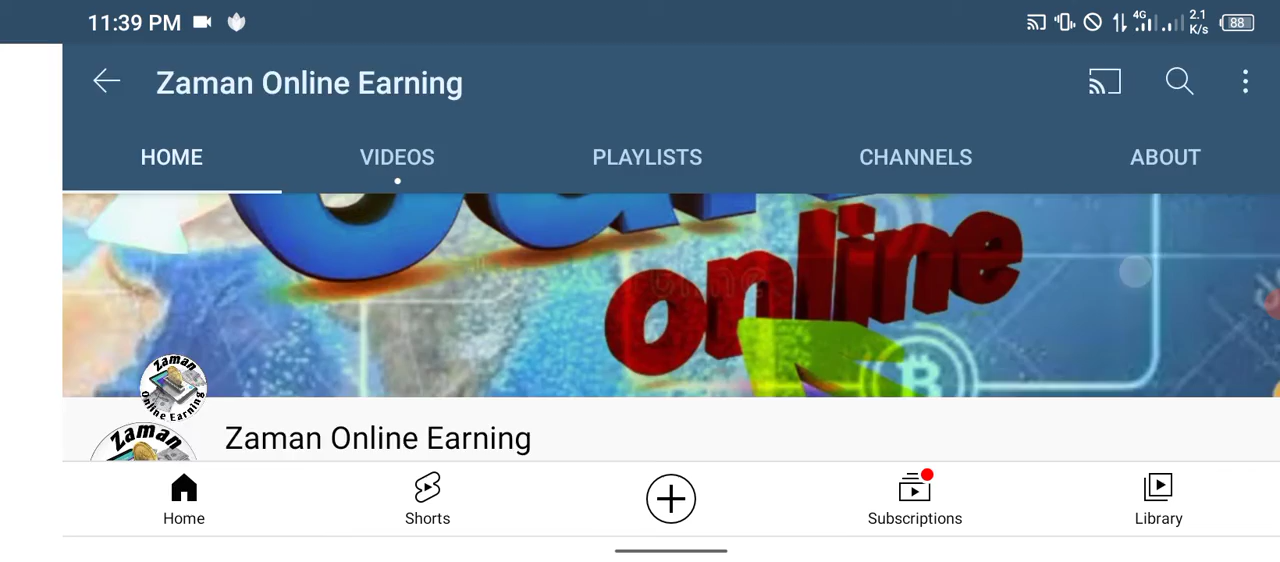 11:39 PM 4G 2.1 K/s 88
Zaman Online Earning
HOME VIDEOS PLAYLISTS CHANNELS ABOUT
online
Zaman
Online Earning
Zaman Online Earning
Zaman
Home Shorts Subscriptions Library